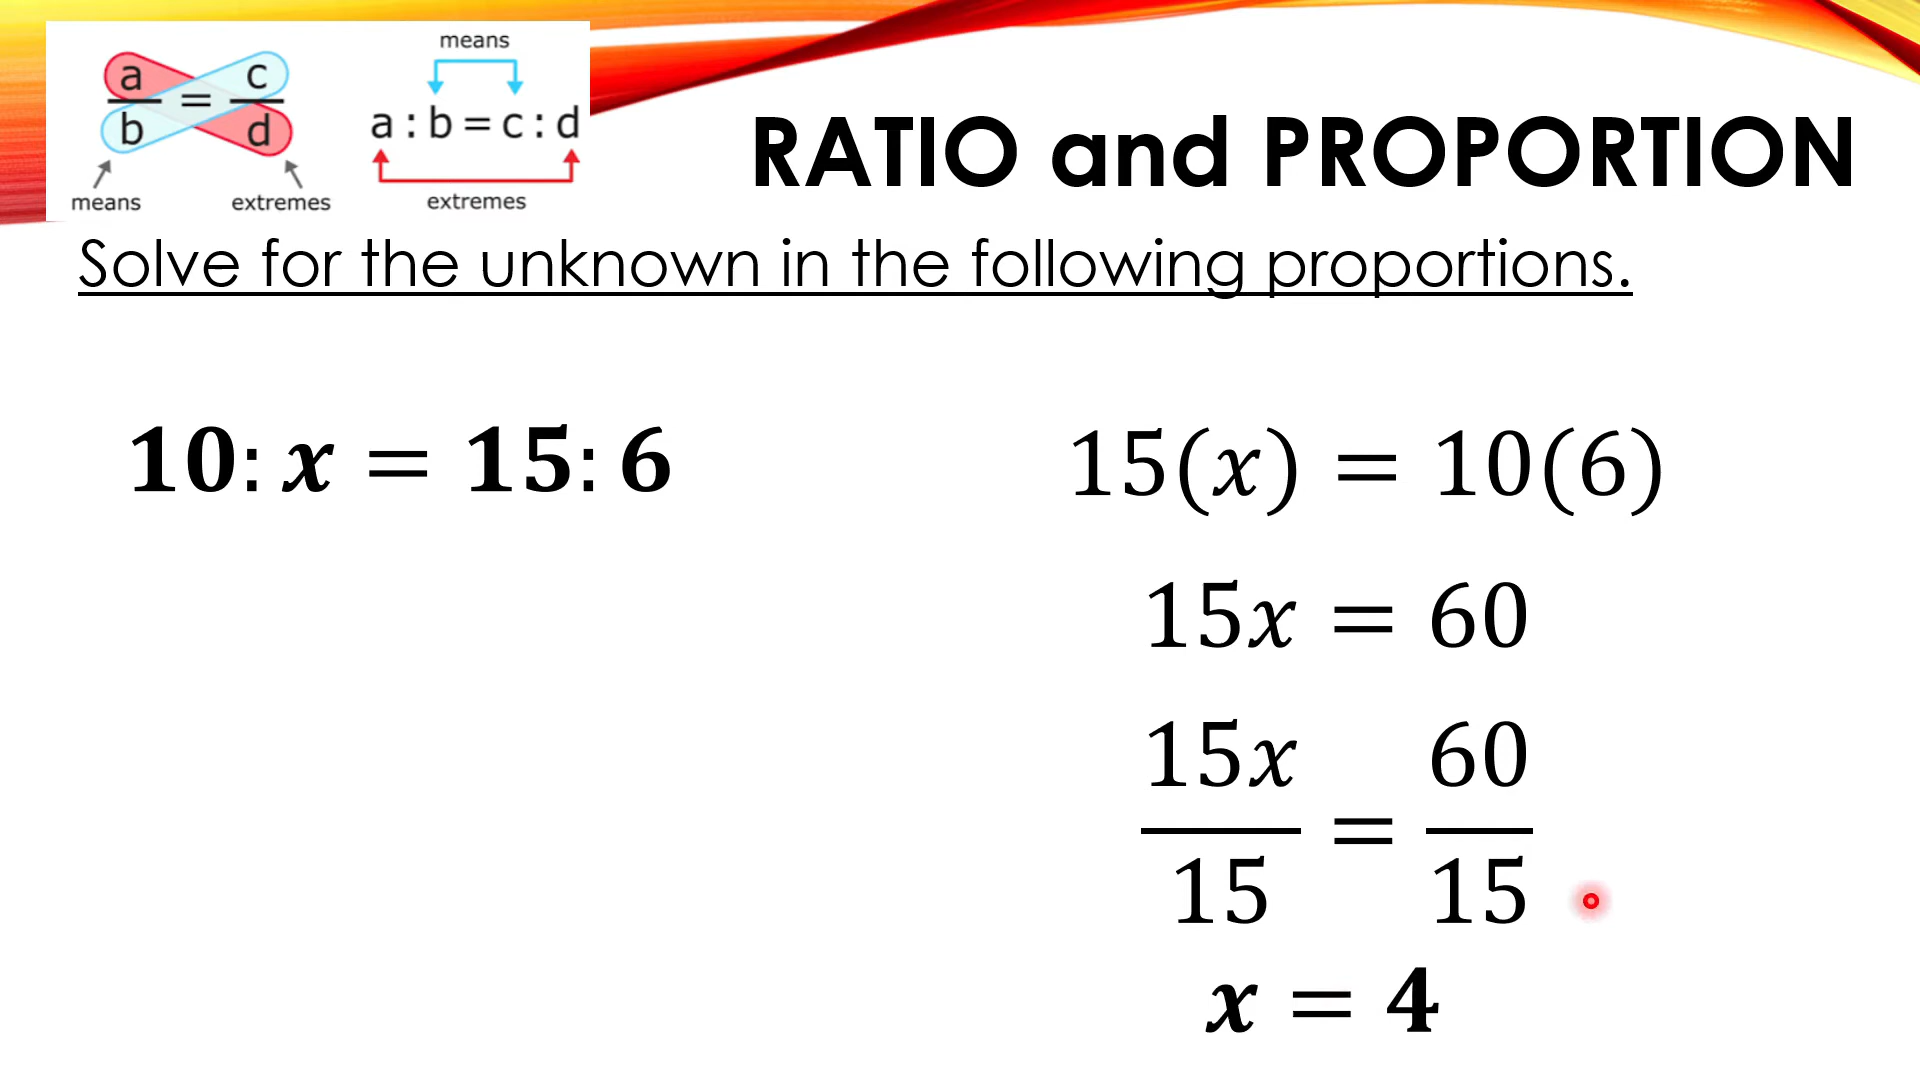 a/b = c/d
means extremes
means
a : b = c : d
extremes
RATIO and PROPORTION
Solve for the unknown in the following proportions.
10: x = 15: 6
15(x) = 10(6)
15x = 60
15x/15 = 60/15
x = 4